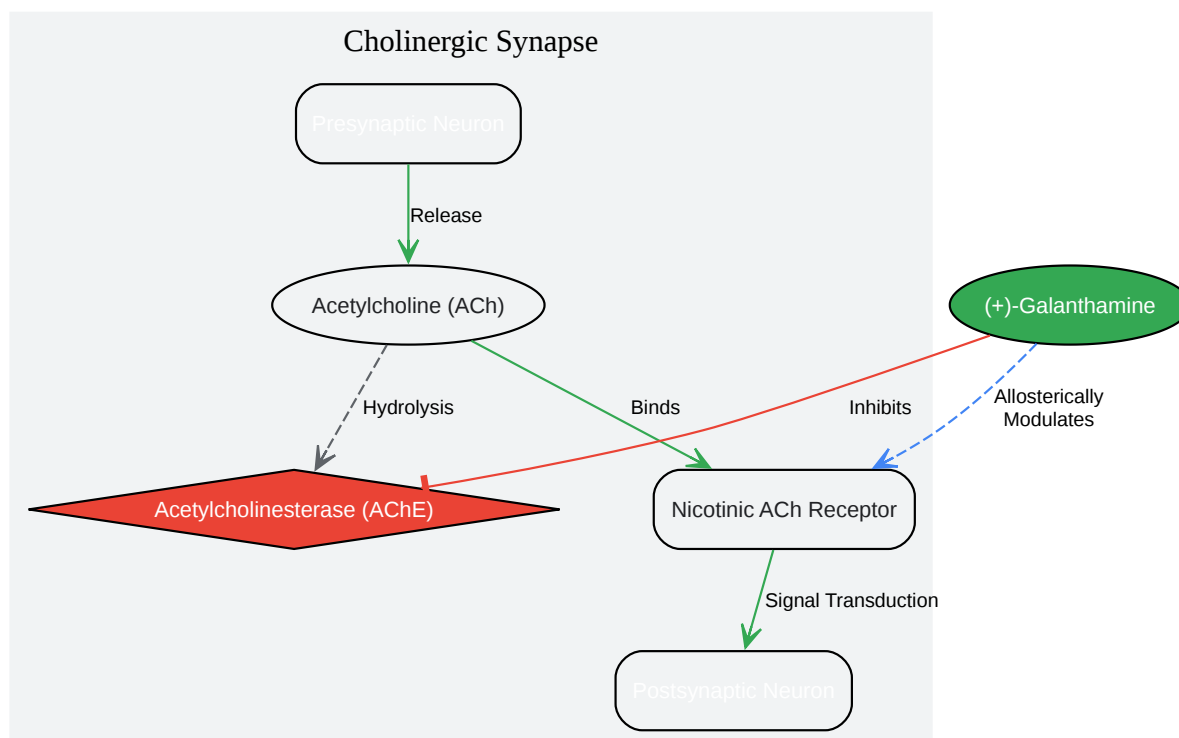 Cholinergic Synapse
Presynaptic Neuron
Release
Acetylcholine (ACh)
(+)-Galanthamine
Hydrolysis
Binds
Inhibits
Allosterically
Modulates
Acetylcholinesterase (AChE)
Nicotinic ACh Receptor
Signal Transduction
Postsynaptic Neuron